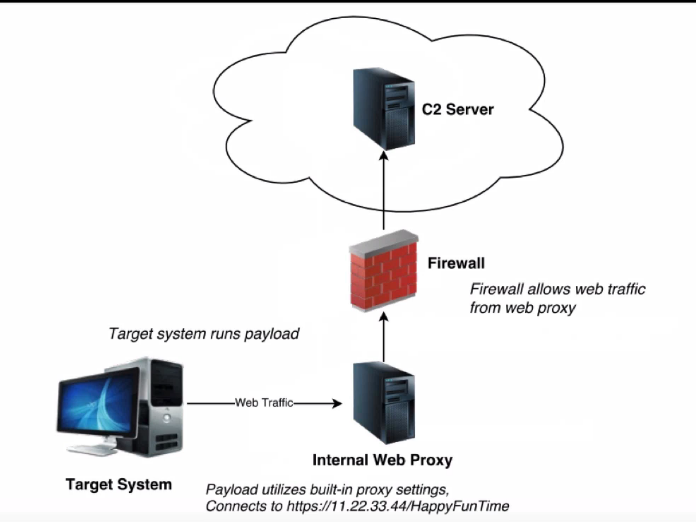 C2 Server
Firewall
Firewall allows web traffic
from web proxy
Target system runs payload
Web Traffic
Internal Web Proxy
Target System
Payload utilizes built-in proxy settings,
Connects to https://11.22.33.44/HappyFunTime